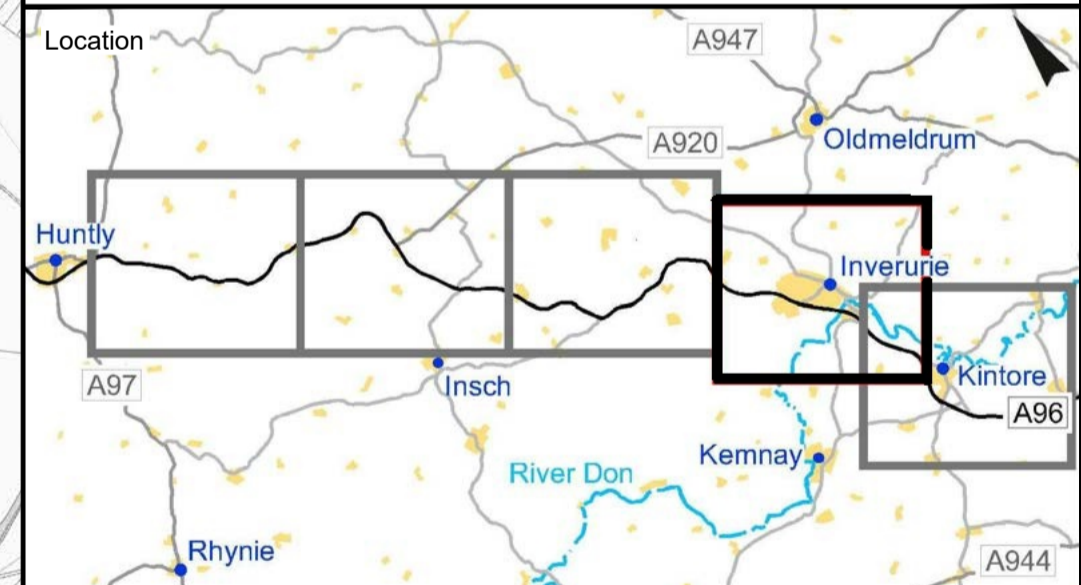 Location
A947
Oldmeldrum
A920
Huntly
Inverurie
A97
Insch
Kintore
A96
Kemnay
River Don
Rhynie
A944